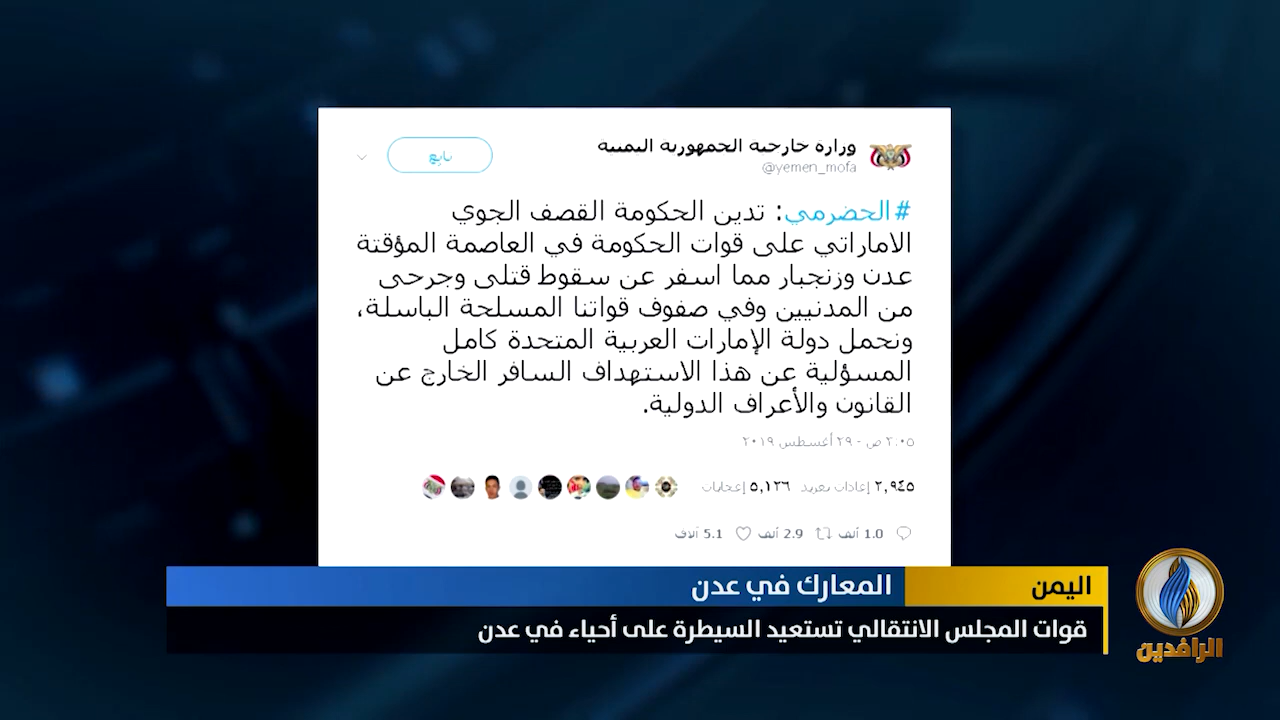 وزارة خارجية الجمهورية اليمنية
@yemen_mofa
تابع
#الحضرمي: تدين الحكومة القصف الجوي
الاماراتي على قوات الحكومة في العاصمة المؤقتة
عدن وزنجبار مما اسفر عن سقوط قتلى وجرحى
من المدنيين وفي صفوف قواتنا المسلحة الباسلة،
ونحمل دولة الإمارات العربية المتحدة كامل
المسؤلية عن هذا الاستهداف السافر الخارج عن
القانون والأعراف الدولية.
٢:٠٥ ص - ٢٩ أغسطس ٢٠١٩
٢,٩٤٥ إعادات تغريد ٥,١٢٦ إعجابات
1.0 ألف 2.9 ألف 5.1 آلاف
اليمن
المعارك في عدن
قوات المجلس الانتقالي تستعيد السيطرة على أحياء في عدن
الرافدين